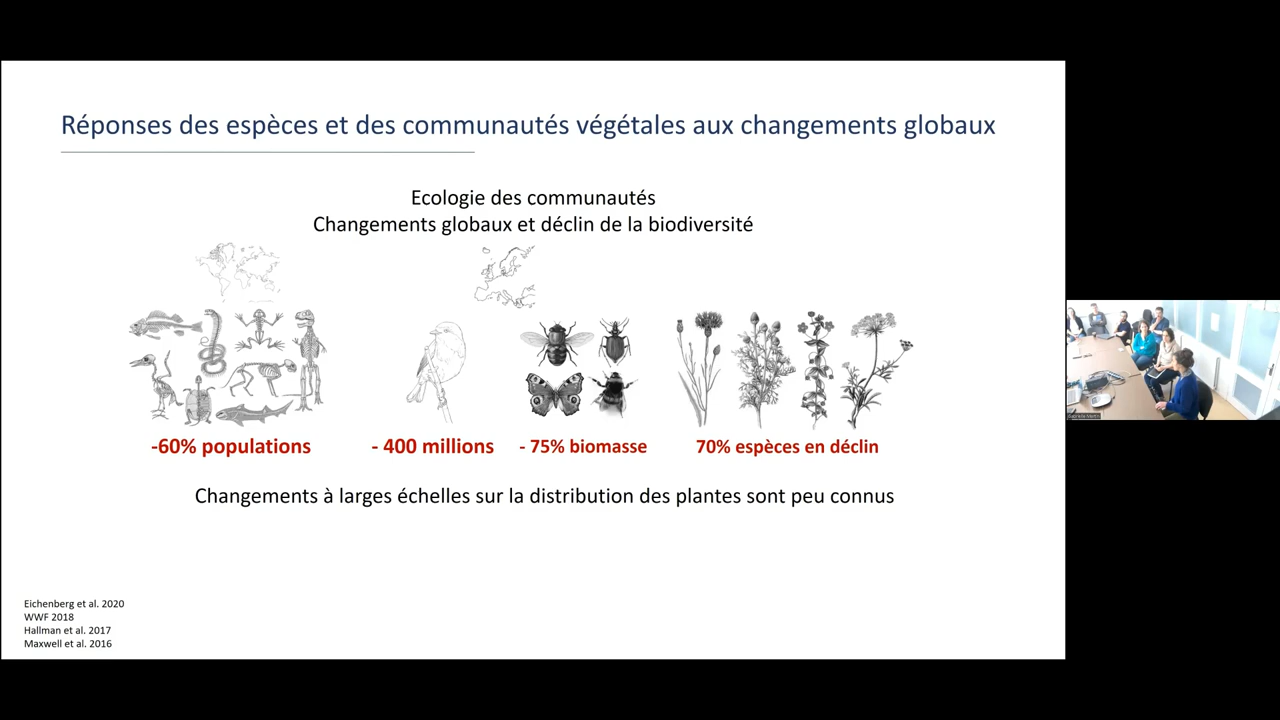 Réponses des espèces et des communautés végétales aux changements globaux
Ecologie des communautés
Changements globaux et déclin de la biodiversité
-60% populations
- 400 millions
- 75% biomasse
70% espèces en déclin
Changements à larges échelles sur la distribution des plantes sont peu connus
Eichenberg et al. 2020
WWF 2018
Hallman et al. 2017
Maxwell et al. 2016